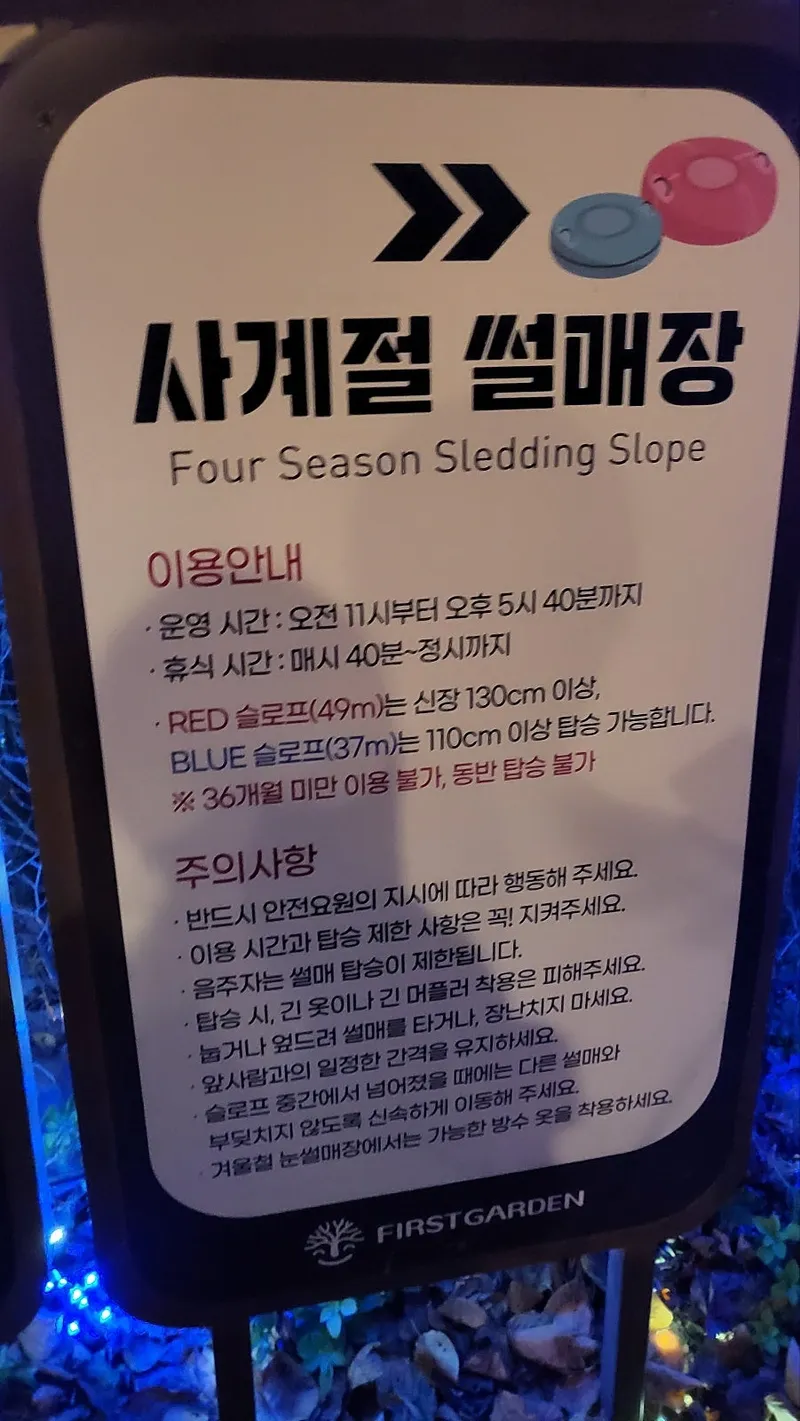 사계절 썰매장
Four Season Sledding Slope
이용안내
· 운영 시간 : 오전 11시부터 오후 5시 40분까지
· 휴식 시간 : 매시 40분~정시까지
· RED 슬로프(49m)는 신장 130cm 이상,
BLUE 슬로프(37m)는 110cm 이상 탑승 가능합니다.
※ 36개월 미만 이용 불가, 동반 탑승 불가
주의사항
· 반드시 안전요원의 지시에 따라 행동해 주세요.
· 이용 시간과 탑승 제한 사항은 꼭! 지켜주세요.
· 음주자는 썰매 탑승이 제한됩니다.
· 탑승 시, 긴 옷이나 긴 머플러 착용은 피해주세요.
· 눕거나 엎드려 썰매를 타거나, 장난치지 마세요.
· 앞사람과의 일정한 간격을 유지하세요.
· 슬로프 중간에서 넘어졌을 때에는 다른 썰매와
부딪치지 않도록 신속하게 이동해 주세요.
· 겨울철 눈썰매장에서는 가능한 방수 옷을 착용하세요.
FIRSTGARDEN